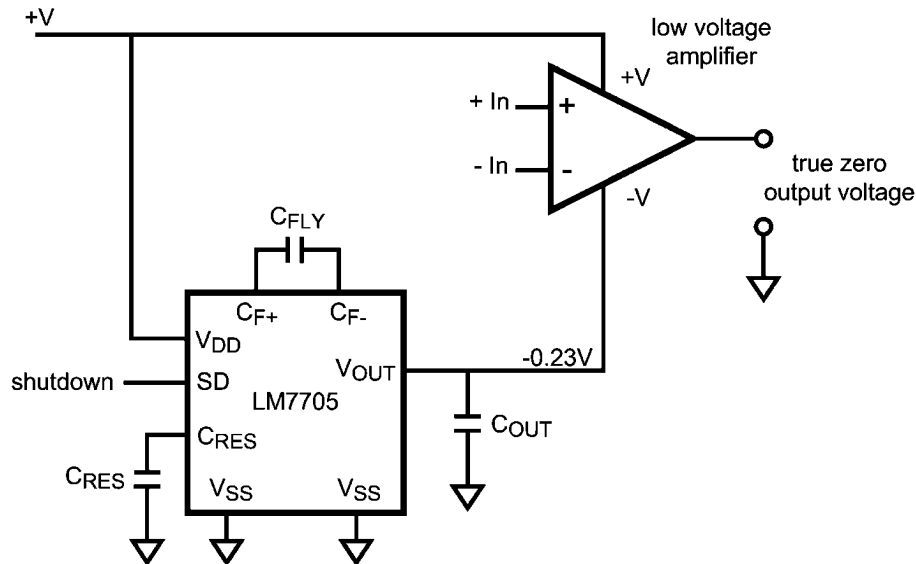 +V
low voltage
amplifier
+V
+ In
+
- In
-
-V
true zero
output voltage
CFLY
CF+
CF-
VDD
shutdown
SD
LM7705
VOUT
-0.23V
COUT
CRES
CRES
VSS
VSS